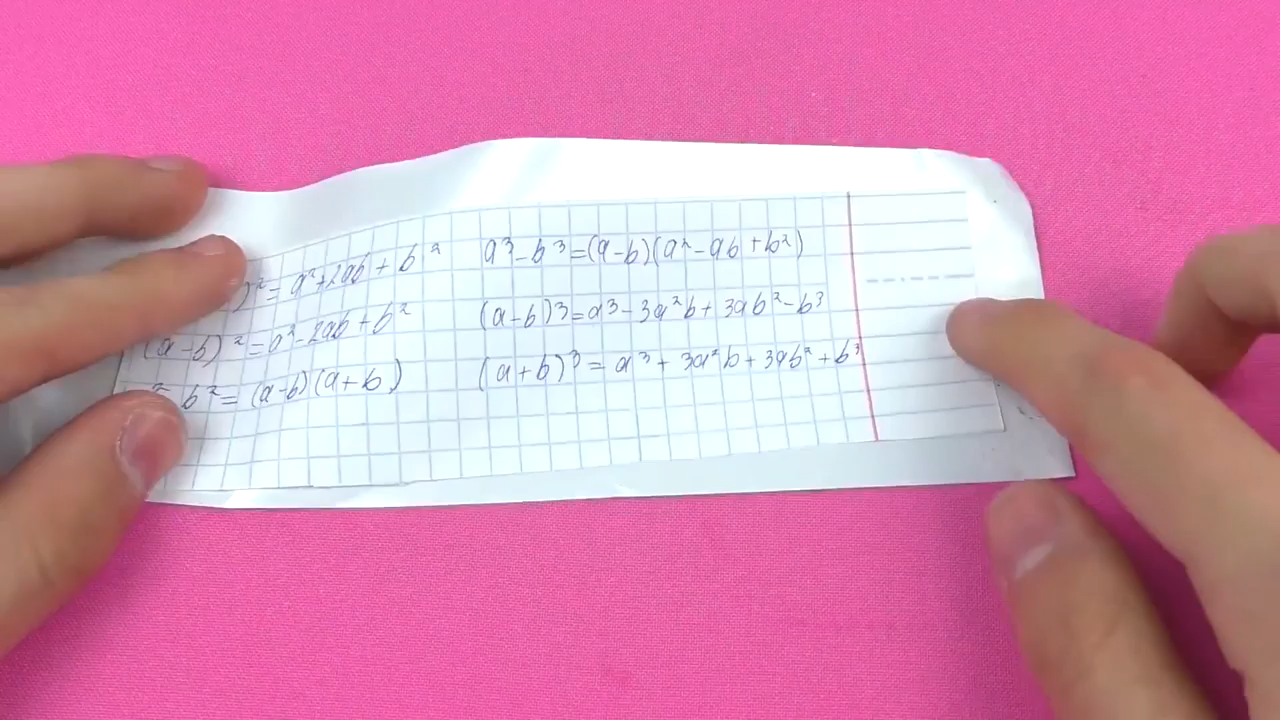 )² = a²+2ab + b²
(a-b)² = a²-2ab + b²
² - b² = (a-b)(a+b)
a³-b³=(a-b)(a²-ab+b²)
(a-b)³=a³-3a²b+3ab²-b³
(a+b)³ = a³+3a²b+3ab²+b³